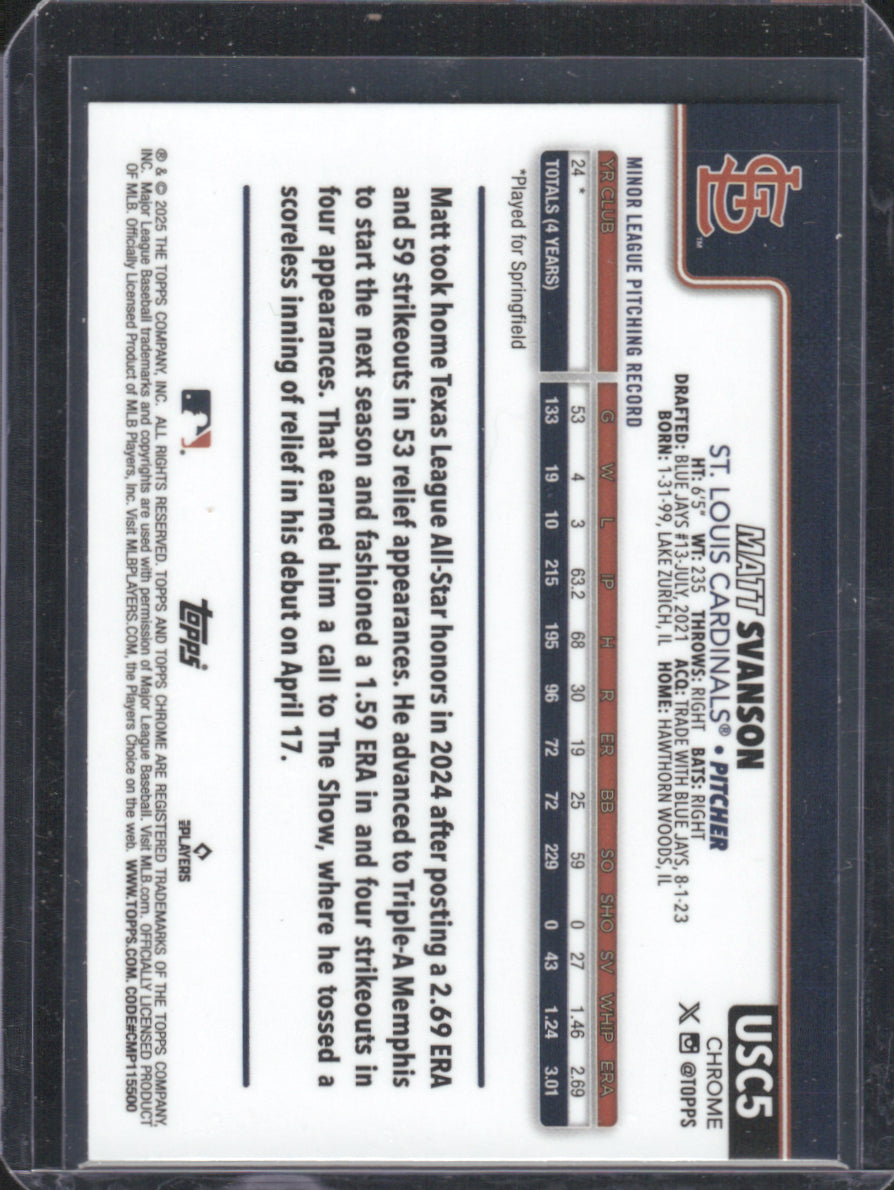 STL™
MATT SVANSON
ST. LOUIS CARDINALS® • PITCHER
HT: 6'5" WT: 235 THROWS: RIGHT BATS: RIGHT
DRAFTED: BLUE JAYS #13-JULY, 2021 ACQ: TRADE WITH BLUE JAYS, 8-1-23
BORN: 1-31-99, LAKE ZURICH, IL HOME: HAWTHORN WOODS, IL
USC5
CHROME
X @TOPPS
MINOR LEAGUE PITCHING RECORD
YR CLUB G W L IP H R ER BB SO SHO SV WHIP ERA
24 * 53 4 3 63.2 68 30 19 25 59 0 27 1.46 2.69
TOTALS (4 YEARS) 133 19 10 215 195 96 72 72 229 0 43 1.24 3.01
*Played for Springfield
Matt took home Texas League All-Star honors in 2024 after posting a 2.69 ERA
and 59 strikeouts in 53 relief appearances. He advanced to Triple-A Memphis
to start the next season and fashioned a 1.59 ERA in and four strikeouts in
four appearances. That earned him a call to The Show, where he tossed a
scoreless inning of relief in his debut on April 17.
topps®
MLB PLAYERS
® & © 2025 THE TOPPS COMPANY, INC. ALL RIGHTS RESERVED. TOPPS AND TOPPS CHROME ARE REGISTERED TRADEMARKS OF THE TOPPS COMPANY,
INC. Major League Baseball trademarks and copyrights are used with permission of Major League Baseball. Visit MLB.com. OFFICIALLY LICENSED PRODUCT
OF MLB. Officially Licensed Product of MLB Players, Inc. Visit MLBPLAYERS.COM, the Players Choice on the web. WWW.TOPPS.COM. CODE#CMP115500